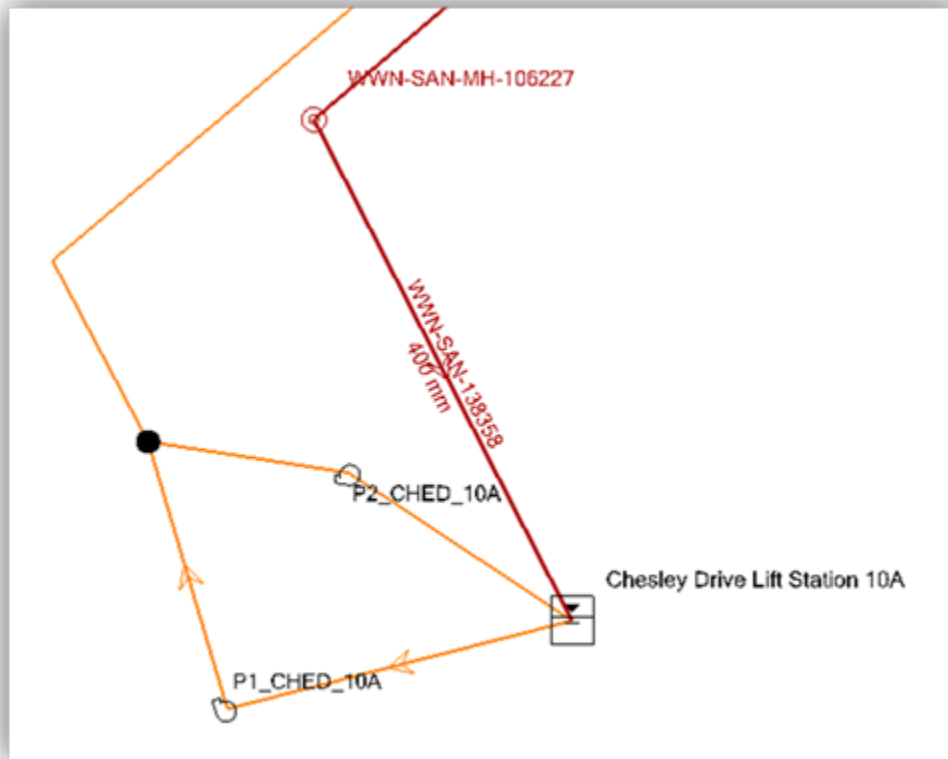 WWN-SAN-MH-106227
WWN-SAN-138358
400 mm
P2_CHED_10A
Chesley Drive Lift Station 10A
P1_CHED_10A